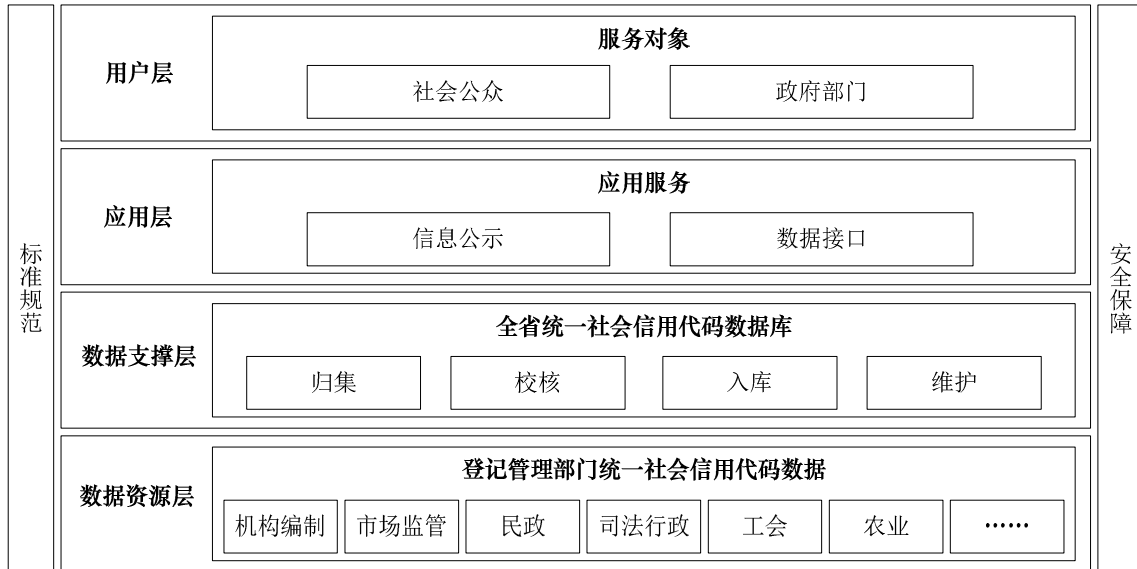 标准规范
用户层
服务对象
社会公众
政府部门
应用层
应用服务
信息公示
数据接口
数据支撑层
全省统一社会信用代码数据库
归集
校核
入库
维护
数据资源层
登记管理部门统一社会信用代码数据
机构编制
市场监管
民政
司法行政
工会
农业
……
安全保障